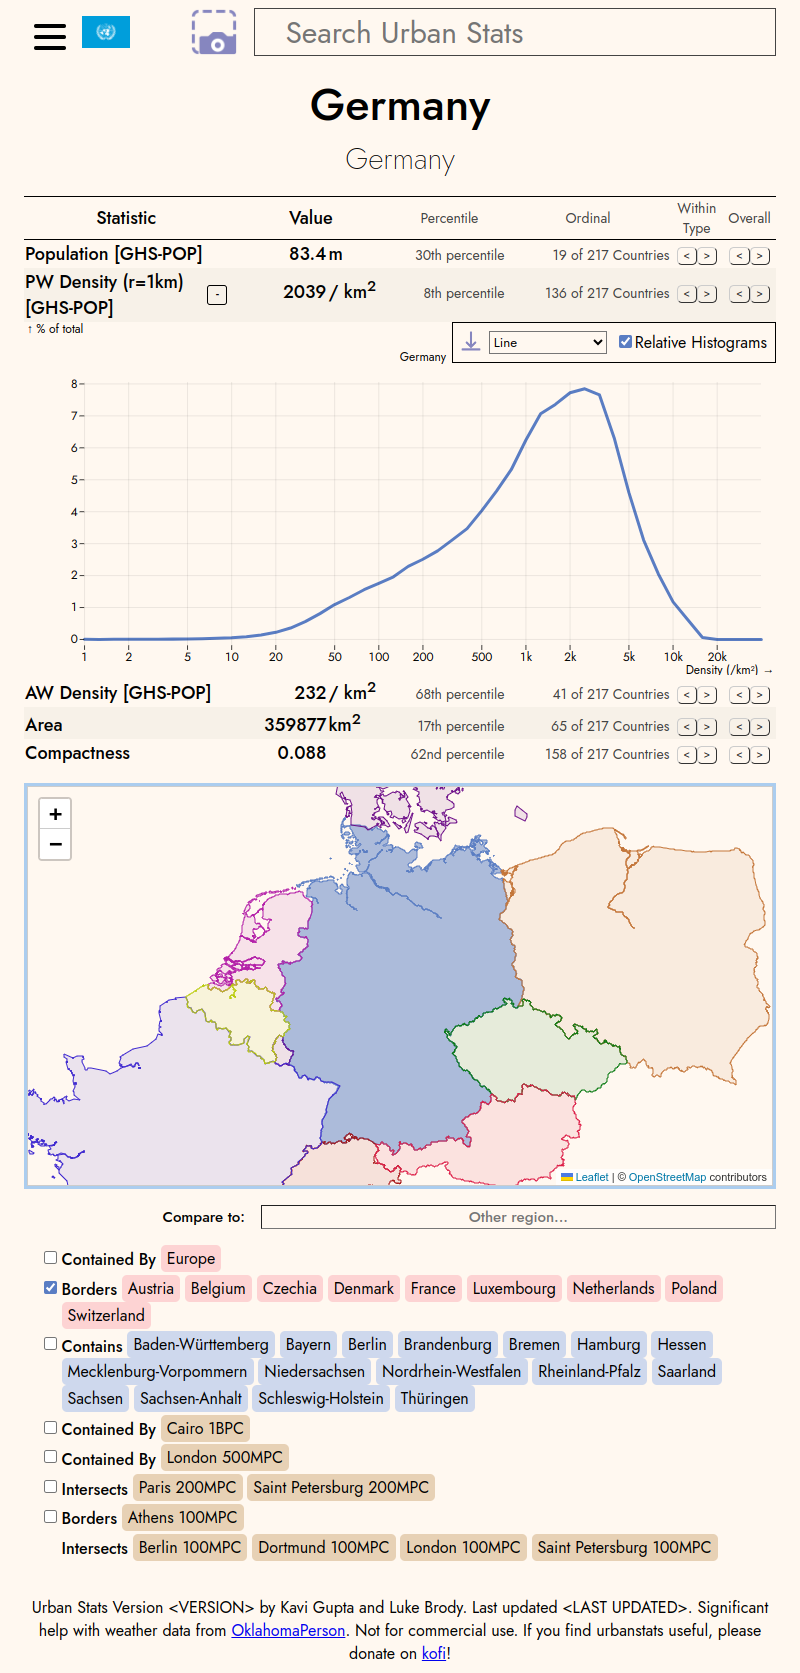 Search Urban Stats
Germany
Germany
Statistic Value Percentile Ordinal Within Type Overall
Population [GHS-POP] 83.4 m 30th percentile 19 of 217 Countries < > < >
PW Density (r=1km) [GHS-POP] - 2039 / km² 8th percentile 136 of 217 Countries < > < >
↑ % of total
Germany
Line
Relative Histograms
8
7
6
5
4
3
2
1
0
1 2 5 10 20 50 100 200 500 1k 2k 5k 10k 20k
Density (/km²) →
AW Density [GHS-POP] 232 / km² 68th percentile 41 of 217 Countries < > < >
Area 359877 km² 17th percentile 65 of 217 Countries < > < >
Compactness 0.088 62nd percentile 158 of 217 Countries < > < >
+
−
Leaflet | © OpenStreetMap contributors
Compare to: Other region...
Contained By Europe
Borders Austria Belgium Czechia Denmark France Luxembourg Netherlands Poland
Switzerland
Contains Baden-Württemberg Bayern Berlin Brandenburg Bremen Hamburg Hessen
Mecklenburg-Vorpommern Niedersachsen Nordrhein-Westfalen Rheinland-Pfalz Saarland
Sachsen Sachsen-Anhalt Schleswig-Holstein Thüringen
Contained By Cairo 1BPC
Contained By London 500MPC
Intersects Paris 200MPC Saint Petersburg 200MPC
Borders Athens 100MPC
Intersects Berlin 100MPC Dortmund 100MPC London 100MPC Saint Petersburg 100MPC
Urban Stats Version <VERSION> by Kavi Gupta and Luke Brody. Last updated <LAST UPDATED>. Significant
help with weather data from OklahomaPerson. Not for commercial use. If you find urbanstats useful, please
donate on kofi!